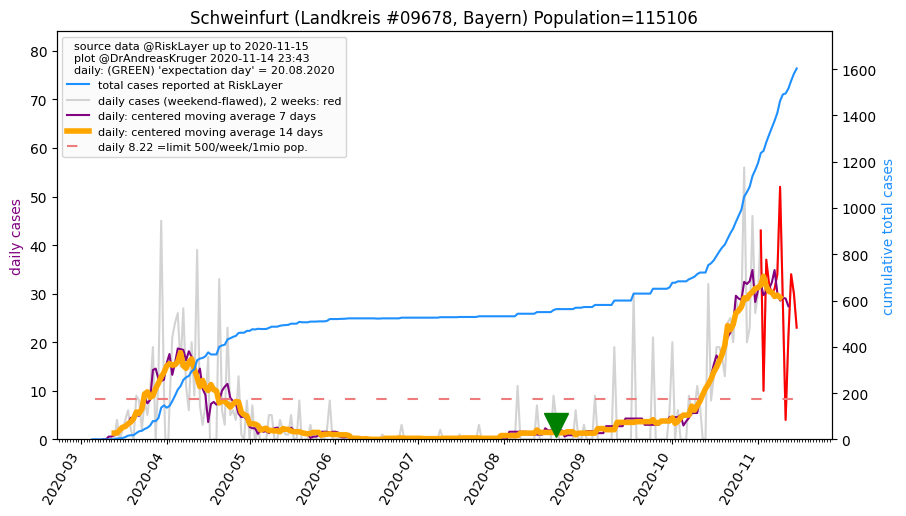 Schweinfurt (Landkreis #09678, Bayern) Population=115106
source data @RiskLayer up to 2020-11-15
plot @DrAndreasKruger 2020-11-14 23:43
daily: (GREEN) 'expectation day' = 20.08.2020
total cases reported at RiskLayer
daily cases (weekend-flawed), 2 weeks: red
daily: centered moving average 7 days
daily: centered moving average 14 days
daily 8.22 =limit 500/week/1mio pop.
daily cases
80
70
60
50
40
30
20
10
0
cumulative total cases
1600
1400
1200
1000
800
600
400
200
0
2020-03
2020-04
2020-05
2020-06
2020-07
2020-08
2020-09
2020-10
2020-11